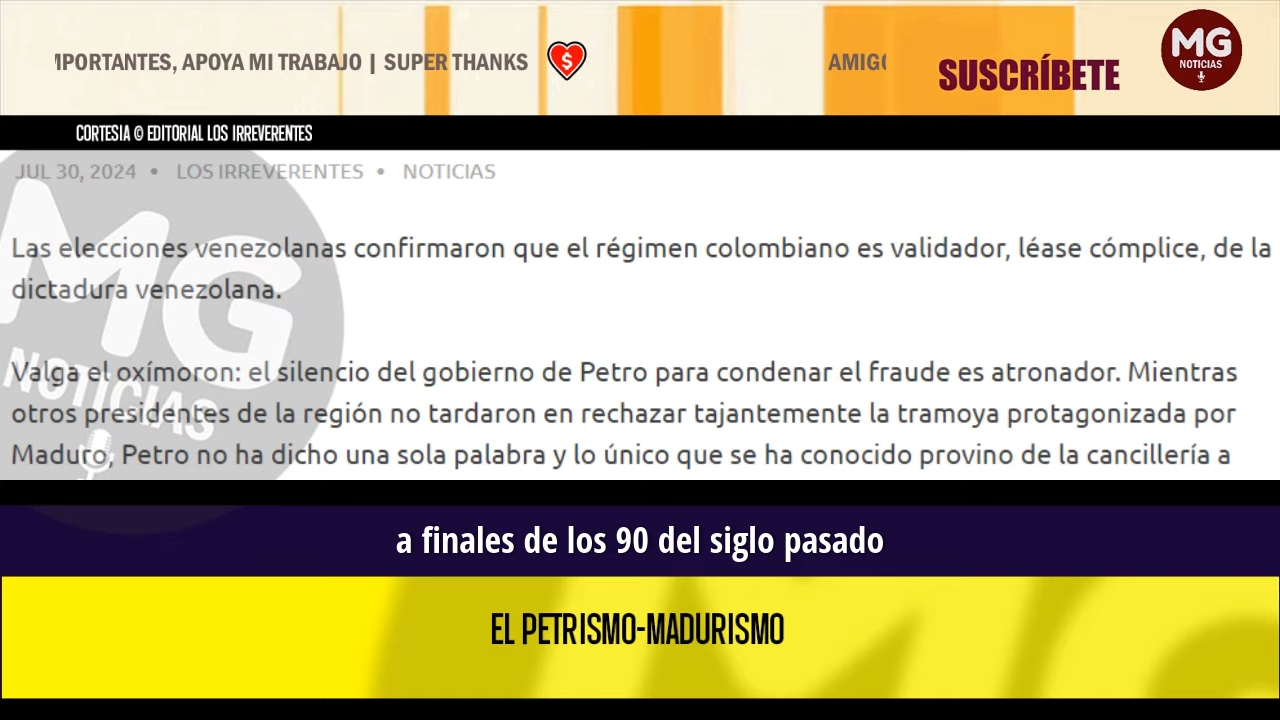 MPORTANTES, APOYA MI TRABAJO | SUPER THANKS
AMIGO
SUSCRÍBETE
MG
NOTICIAS
CORTESIA © EDITORIAL LOS IRREVERENTES
JUL 30, 2024 • LOS IRREVERENTES • NOTICIAS
Las elecciones venezolanas confirmaron que el régimen colombiano es validador, léase cómplice, de la
dictadura venezolana.
Valga el oxímoron: el silencio del gobierno de Petro para condenar el fraude es atronador. Mientras
otros presidentes de la región no tardaron en rechazar tajantemente la tramoya protagonizada por
Maduro, Petro no ha dicho una sola palabra y lo único que se ha conocido provino de la cancillería a
MG
NOTICIAS
a finales de los 90 del siglo pasado
EL PETRISMO-MADURISMO